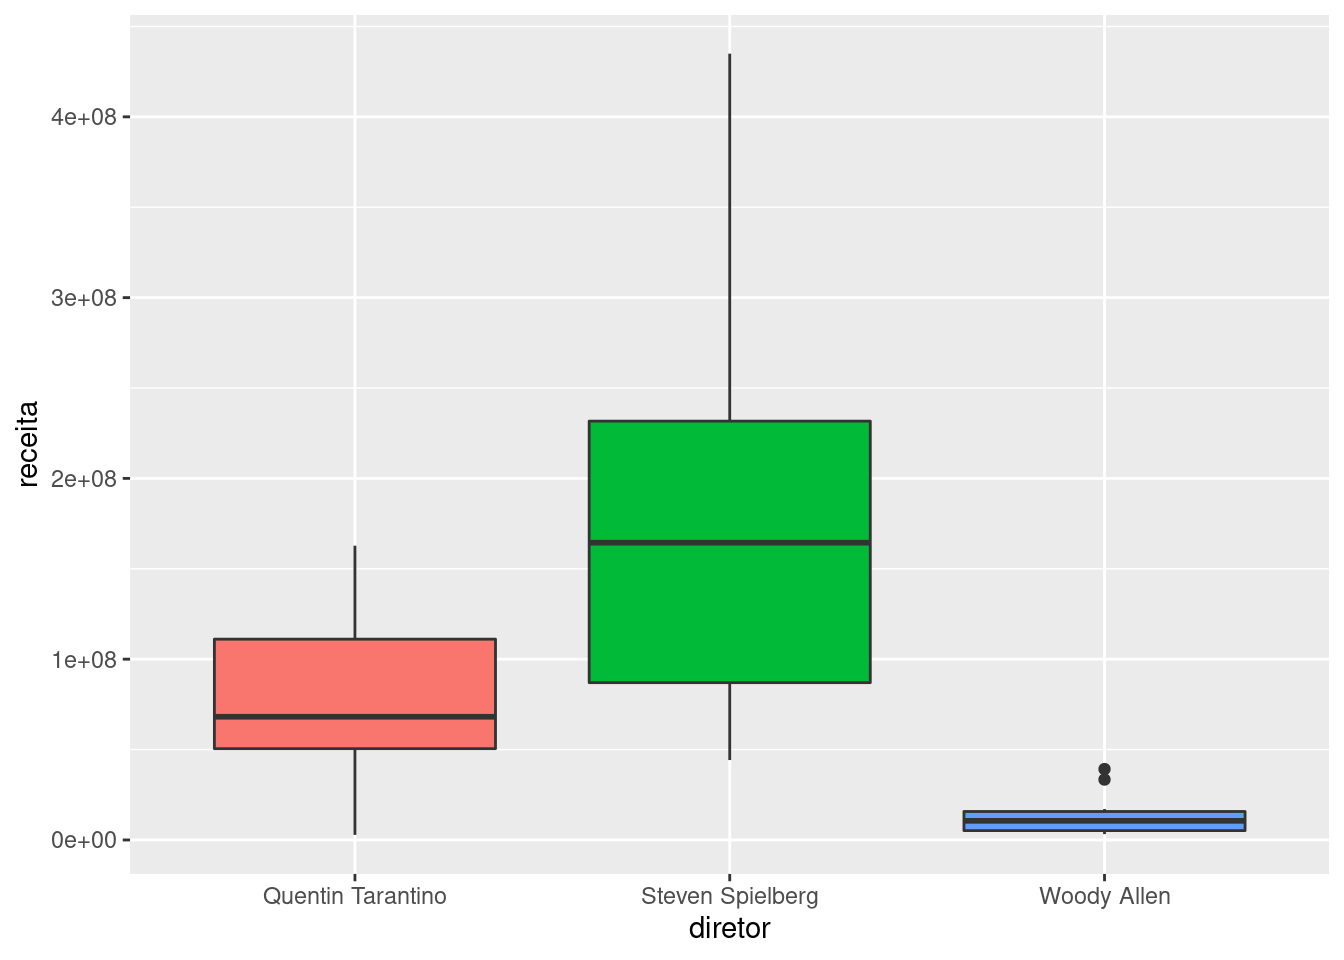 4e+08
3e+08
2e+08
1e+08
0e+00
receita
Quentin Tarantino
Steven Spielberg
Woody Allen
diretor